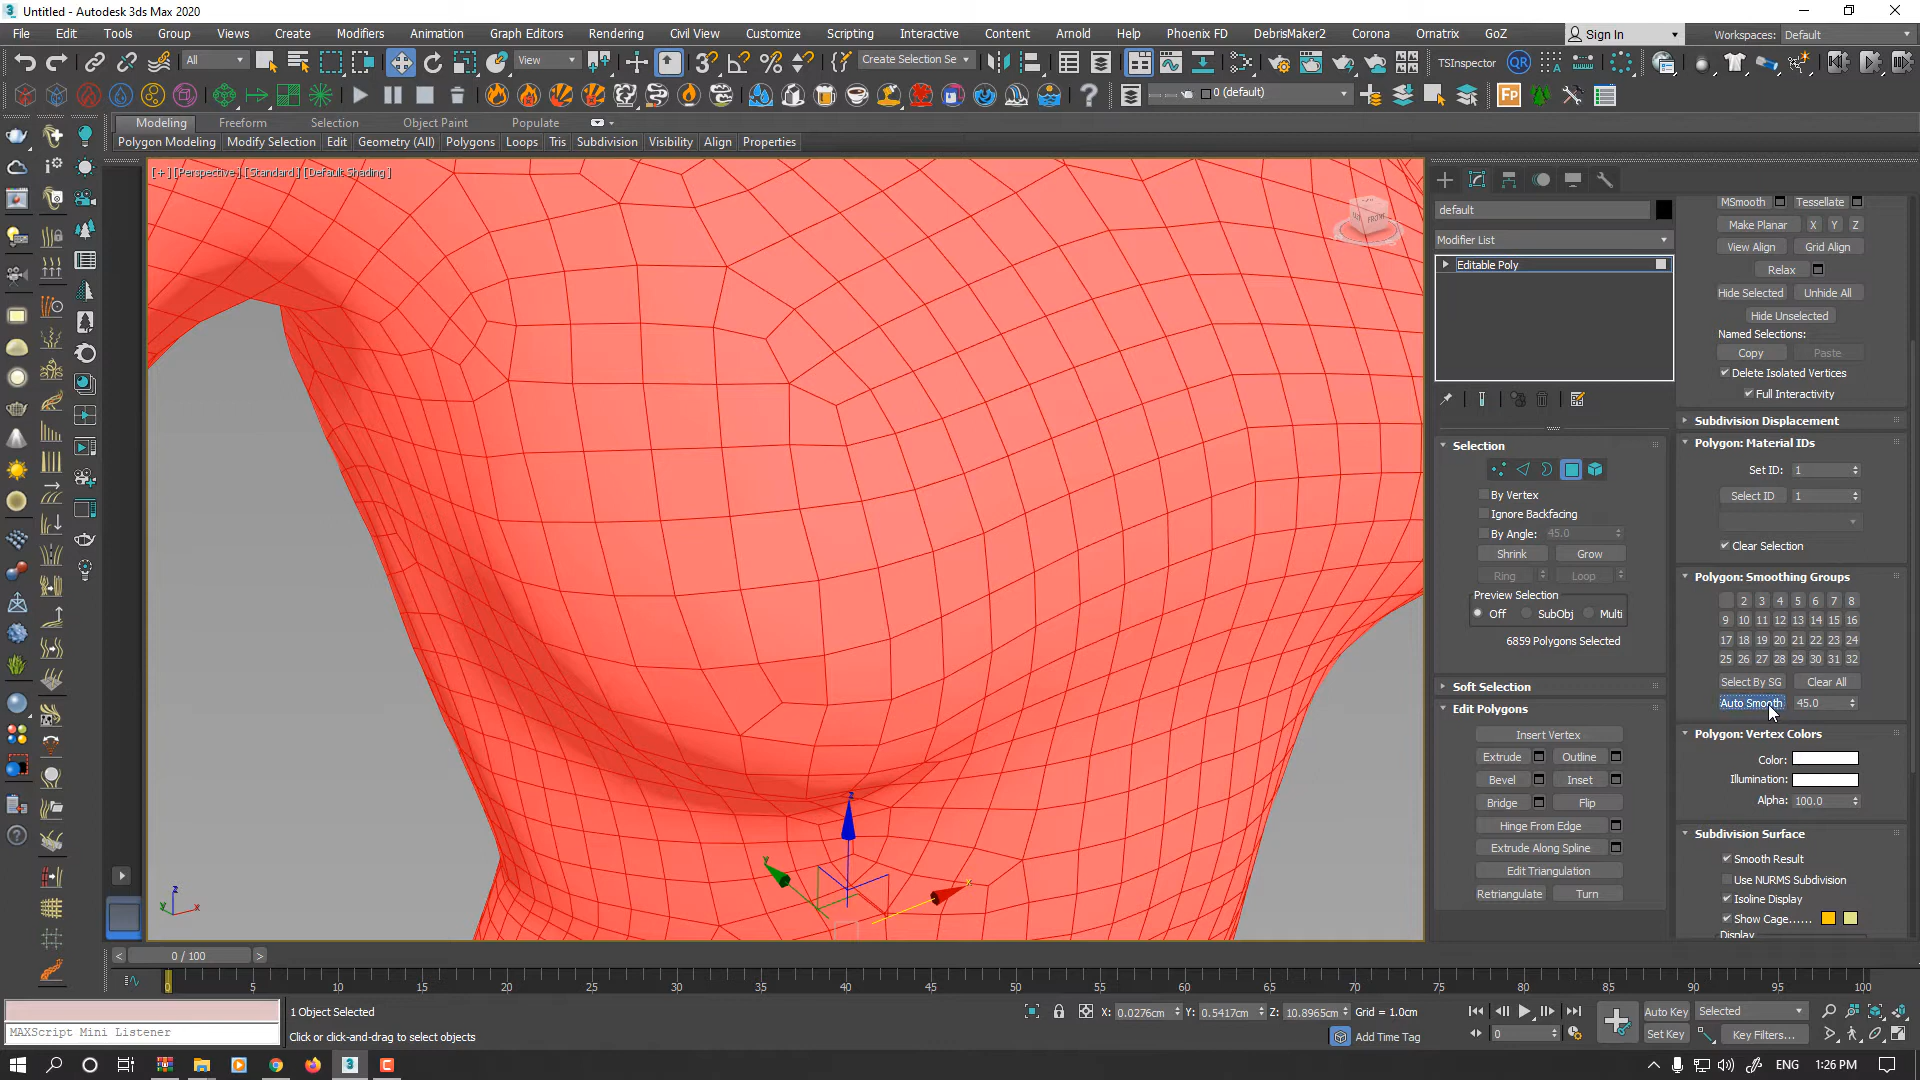 Untitled - Autodesk 3ds Max 2020
File Edit Tools Group Views Create Modifiers Animation Graph Editors Rendering Civil View Customize Scripting Interactive Content Arnold Help Phoenix FD DebrisMaker2 Corona Ornatrix GoZ Sign In Workspaces: Default
All View Create Selection Se TSInspector QR
0 (default) Fp
Modeling Freeform Selection Object Paint Populate
Polygon Modeling Modify Selection Edit Geometry (All) Polygons Loops Tris Subdivision Visibility Align Properties
[+] [Perspective] [Standard] [Default Shading]
FRONT
default
Modifier List
Editable Poly
MSmooth Tessellate
Make Planar X Y Z
View Align Grid Align
Relax
Hide Selected Unhide All
Hide Unselected
Named Selections:
Copy Paste
Delete Isolated Vertices
Full Interactivity
Subdivision Displacement
Polygon: Material IDs
Set ID: 1
Select ID 1
Clear Selection
Polygon: Smoothing Groups
2 3 4 5 6 7 8
9 10 11 12 13 14 15 16
17 18 19 20 21 22 23 24
25 26 27 28 29 30 31 32
Select By SG Clear All
Auto Smooth 45.0
Polygon: Vertex Colors
Color:
Illumination:
Alpha: 100.0
Subdivision Surface
Smooth Result
Use NURMS Subdivision
Isoline Display
Show Cage......
Display
Selection
By Vertex
Ignore Backfacing
By Angle: 45.0
Shrink Grow
Ring Loop
Preview Selection
Off SubObj Multi
6859 Polygons Selected
Soft Selection
Edit Polygons
Insert Vertex
Extrude Outline
Bevel Inset
Bridge Flip
Hinge From Edge
Extrude Along Spline
Edit Triangulation
Retriangulate Turn
z
y
x
z
y x
< 0 / 100 >
0 5 10 15 20 25 30 35 40 45 50 55 60 65 70 75 80 85 90 95 100
MAXScript Mini Listener
1 Object Selected
Click or click-and-drag to select objects
X: 0.0276cm Y: 0.5417cm Z: 10.8965cm Grid = 1.0cm
Add Time Tag
0
Auto Key Selected
Set Key Key Filters...
ENG 1:26 PM